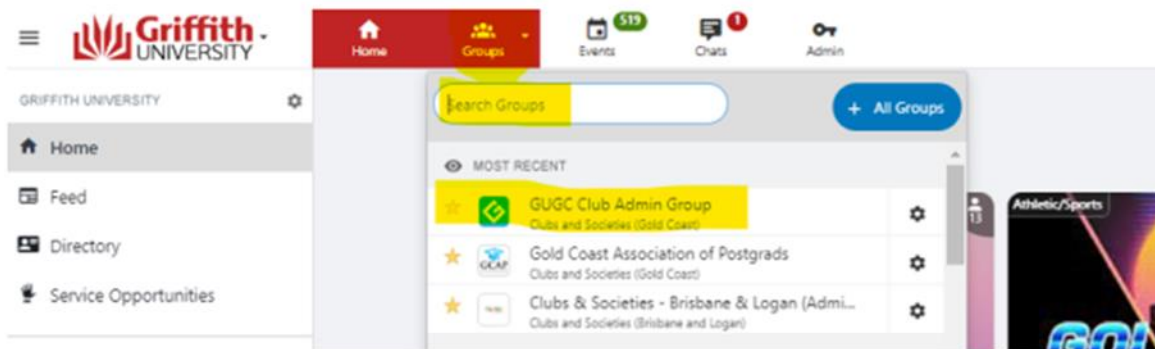 Griffith
UNIVERSITY
Home
Groups
519
Events
1
Chats
Admin
GRIFFITH UNIVERSITY
Home
Feed
Directory
Service Opportunities
Search Groups
+ All Groups
MOST RECENT
GUGC Club Admin Group
Clubs and Societies (Gold Coast)
GCAP
Gold Coast Association of Postgrads
Clubs and Societies (Gold Coast)
Clubs & Societies - Brisbane & Logan (Admi...
Clubs and Societies (Brisbane and Logan)
13
Athletic/Sports